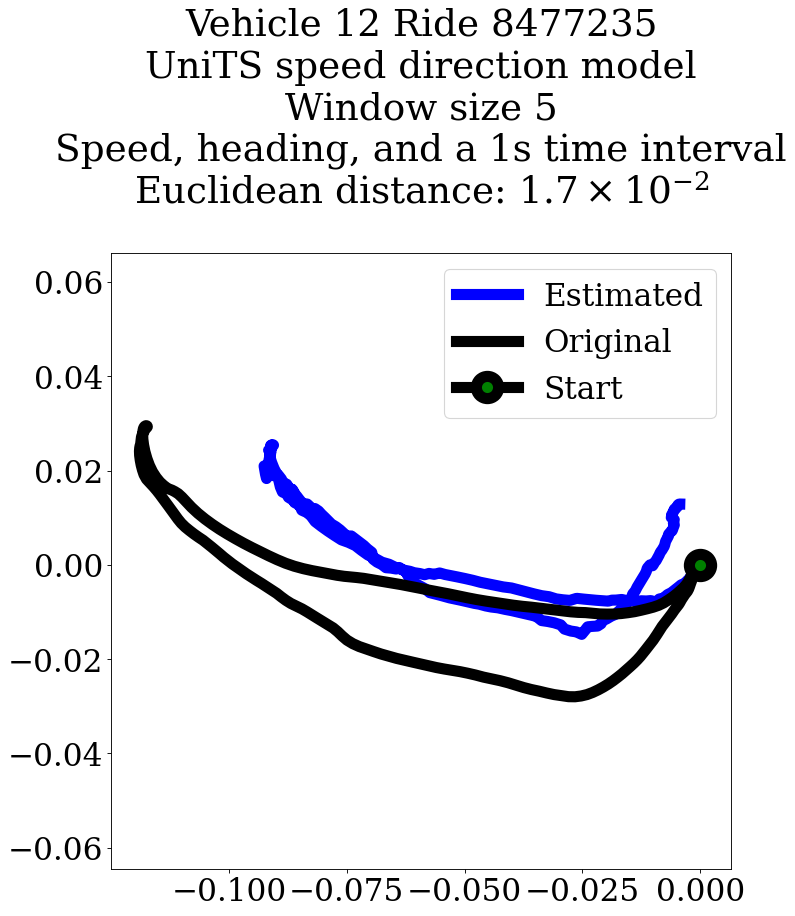 Vehicle 12 Ride 8477235
UniTS speed direction model
Window size 5
Speed, heading, and a 1s time interval
Euclidean distance: 1.7 × 10⁻²
Estimated
Original
Start
0.06
0.04
0.02
0.00
−0.02
−0.04
−0.06
−0.100 −0.075 −0.050 −0.025 0.000